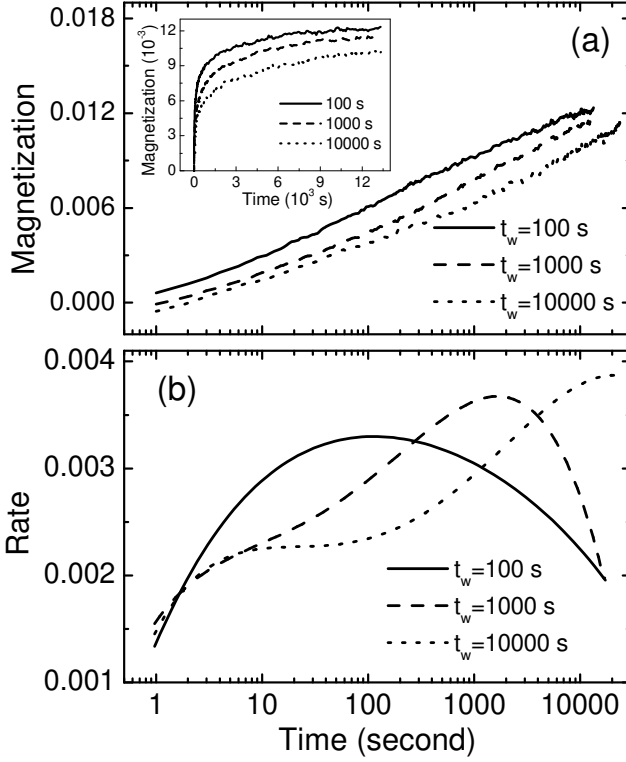 (a)
Magnetization
0.018
0.012
0.006
0.000
Magnetization (10⁻³)
12
9
6
3
0
0 3 6 9 12
Time (10³ s)
100 s
1000 s
10000 s
t_w=100 s
t_w=1000 s
t_w=10000 s
(b)
Rate
0.004
0.003
0.002
0.001
t_w=100 s
t_w=1000 s
t_w=10000 s
1 10 100 1000 10000
Time (second)